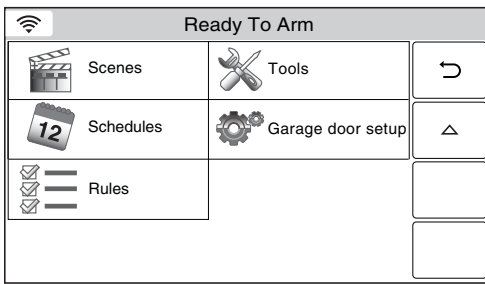 Ready To Arm
Scenes
Tools
12
Schedules
Garage door setup
Rules